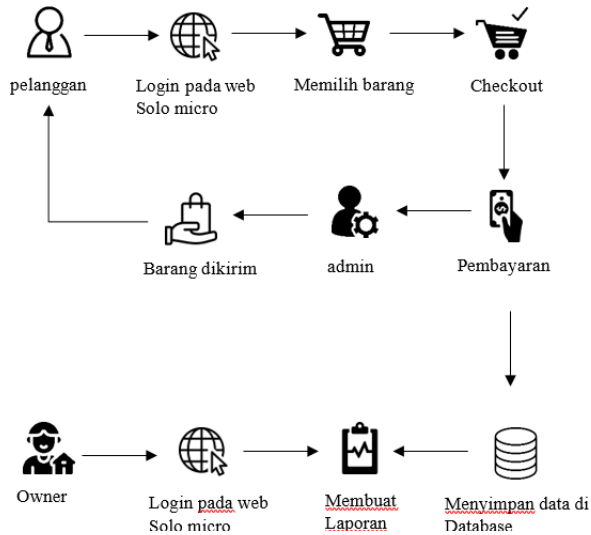 pelanggan
Login pada web
Solo micro
Memilih barang
Checkout
Barang dikirim
admin
Pembayaran
Owner
Login pada web
Solo micro
Membuat
Laporan
Menyimpan data di
Database